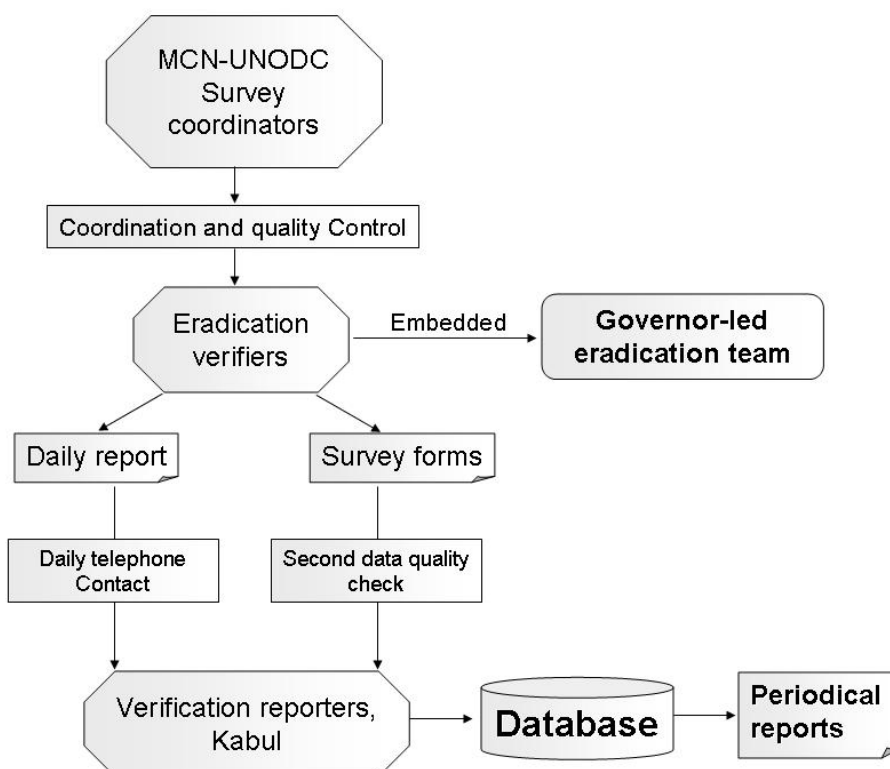 MCN-UNODC
Survey
coordinators
Coordination and quality Control
Eradication
verifiers
Embedded
Governor-led
eradication team
Daily report
Survey forms
Daily telephone
Contact
Second data quality
check
Verification reporters,
Kabul
Database
Periodical
reports